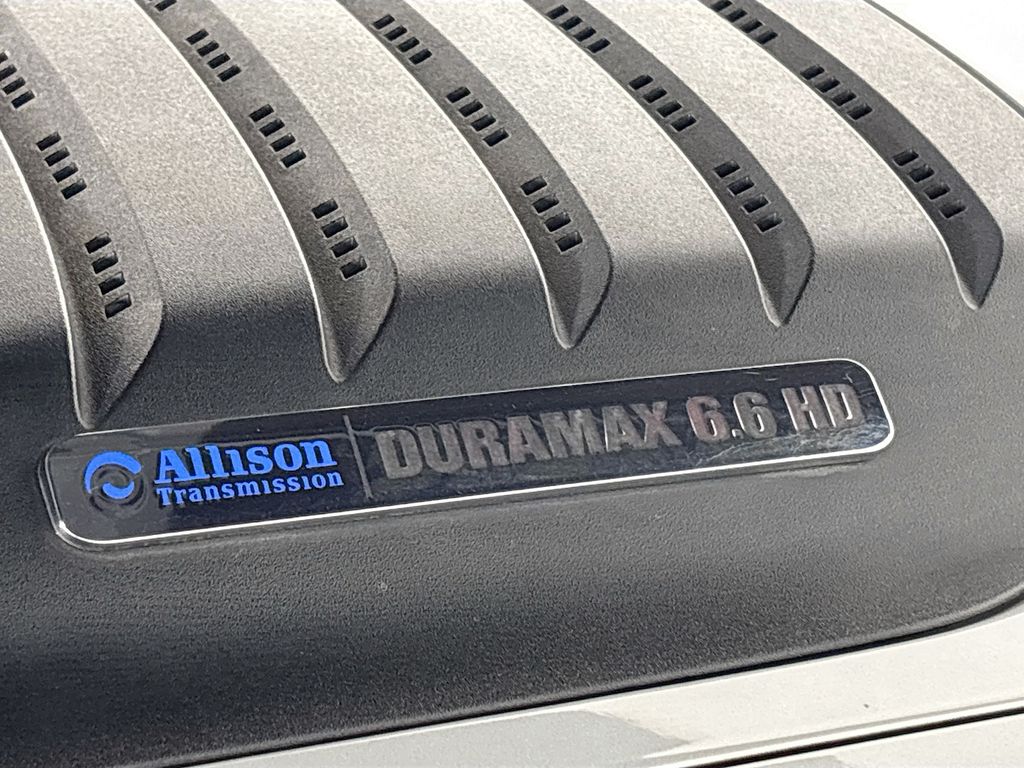 Allison
Transmission
DURAMAX 6.6 HD